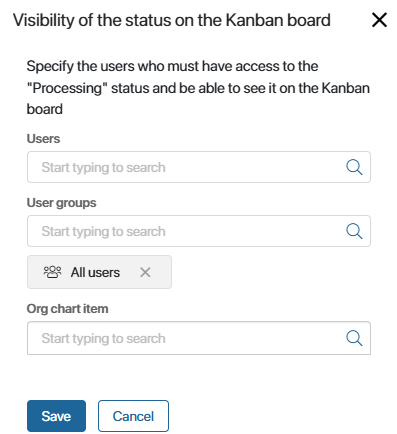 Visibility of the status on the Kanban board
Specify the users who must have access to the
"Processing" status and be able to see it on the Kanban
board
Users
Start typing to search
User groups
Start typing to search
All users
Org chart item
Start typing to search
Save
Cancel